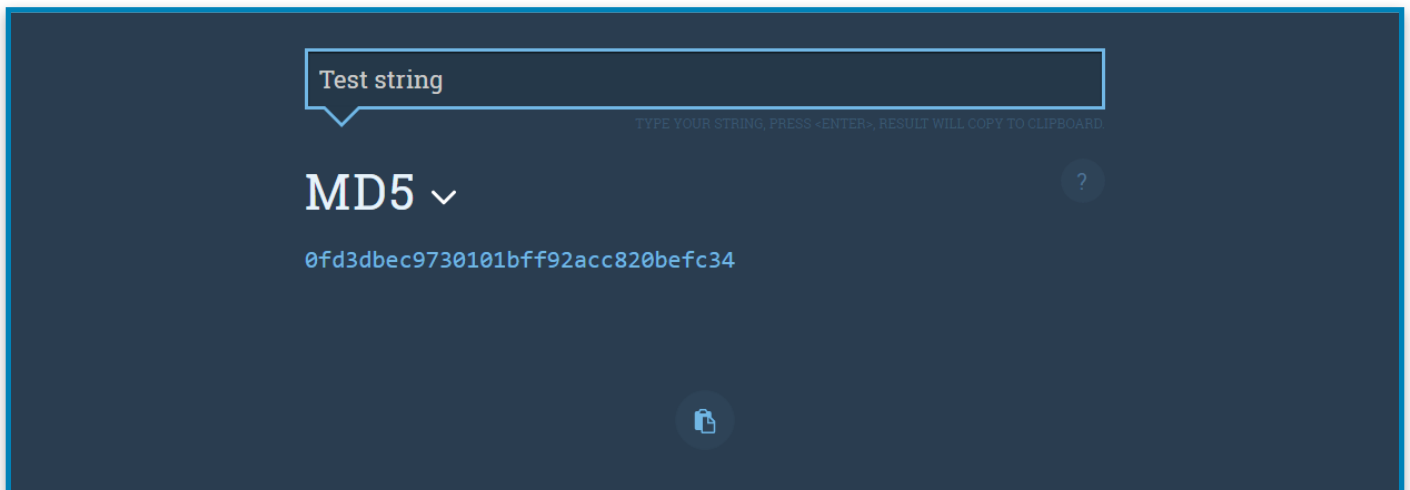 Test string
TYPE YOUR STRING, PRESS <ENTER>, RESULT WILL COPY TO CLIPBOARD.
MD5
?
0fd3dbec9730101bff92acc820befc34